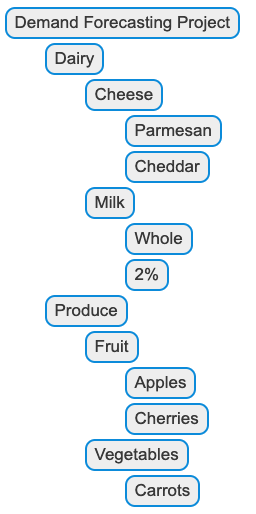 Demand Forecasting Project
Dairy
Cheese
Parmesan
Cheddar
Milk
Whole
2%
Produce
Fruit
Apples
Cherries
Vegetables
Carrots